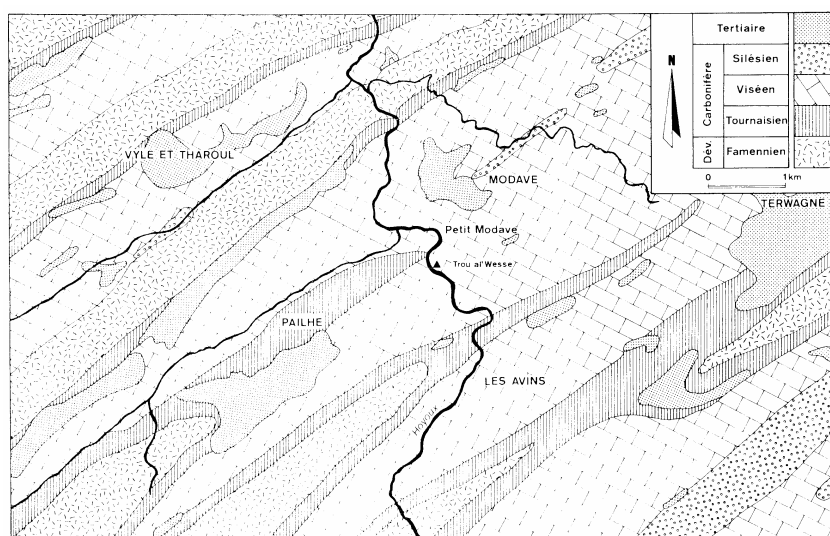 Tertiaire
Carbonifère
Silésien
Viséen
Tournaisien
Dév.
Famennien
N
0 1km
VYLE ET THAROUL
MODAVE
TERWAGNE
Petit Modave
Trou al'Wesse
PAILHE
LES AVINS
HOYOUX